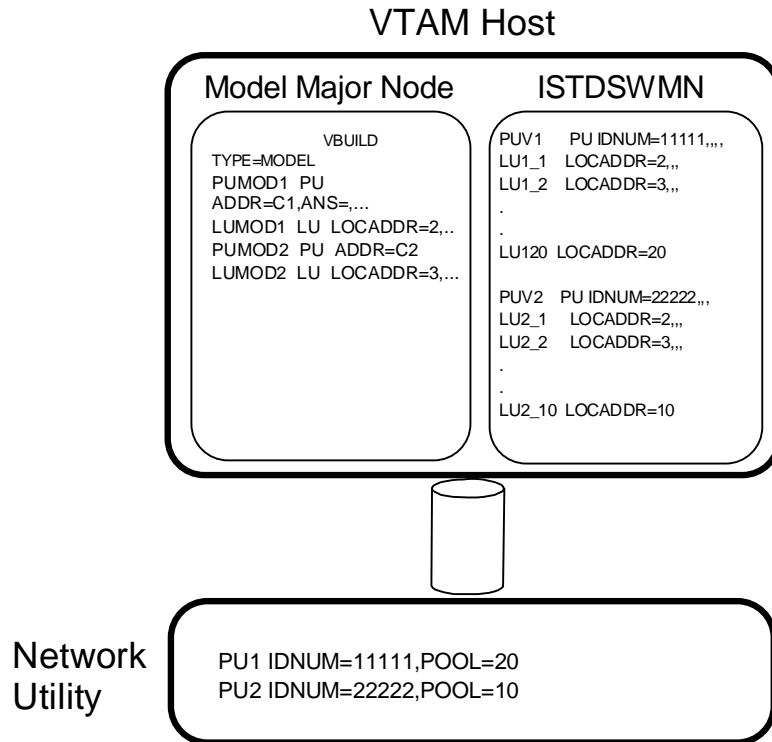 VTAM Host
Model Major Node
VBUILD
TYPE=MODEL
PUMOD1 PU
ADDR=C1,ANS=,...
LUMOD1 LU LOCADDR=2,..
PUMOD2 PU ADDR=C2
LUMOD2 LU LOCADDR=3,...
ISTDSWMN
PUV1 PU IDNUM=11111,,,
LU1_1 LOCADDR=2,,,
LU1_2 LOCADDR=3,,,
.
.
LU120 LOCADDR=20
PUV2 PU IDNUM=22222,,,
LU2_1 LOCADDR=2,,,
LU2_2 LOCADDR=3,,,
.
.
LU2_10 LOCADDR=10
Network
Utility
PU1 IDNUM=11111,POOL=20
PU2 IDNUM=22222,POOL=10